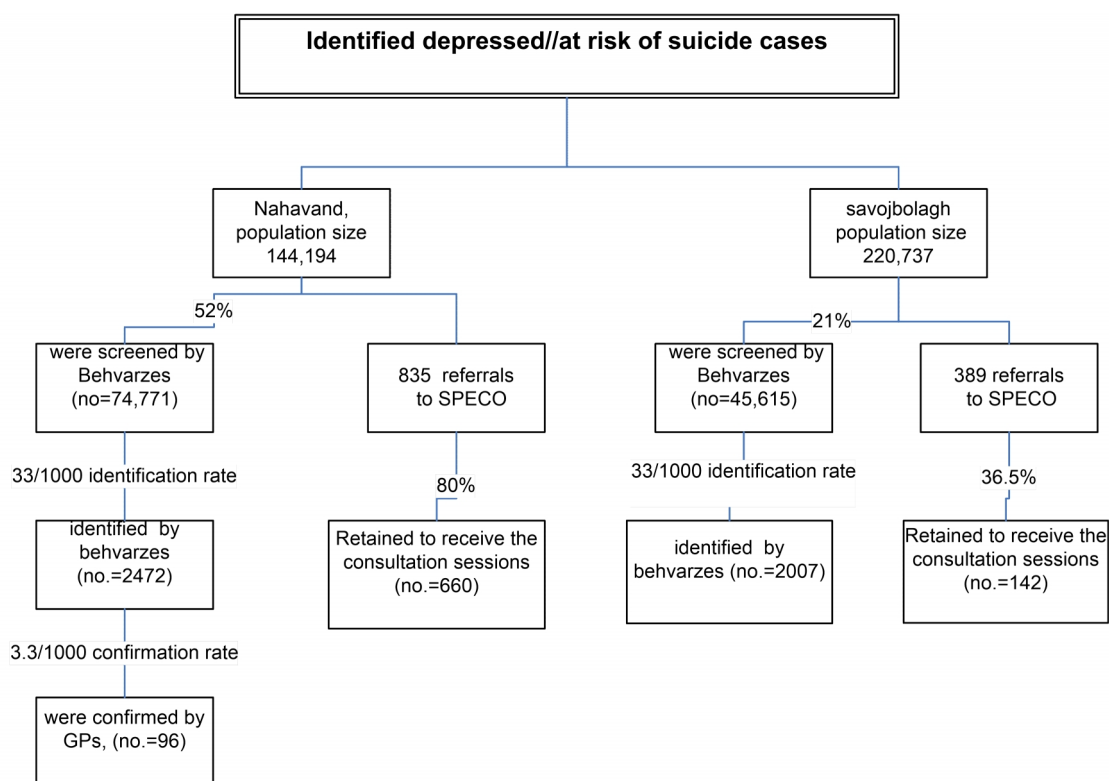 Identified depressed//at risk of suicide cases
Nahavand,
population size
144,194
savojbolagh
population size
220,737
52%
21%
were screened by
Behvarzes
(no=74,771)
835 referrals
to SPECO
were screened by
Behvarzes
(no=45,615)
389 referrals
to SPECO
33/1000 identification rate
80%
33/1000 identification rate
36.5%
identified by
behvarzes
(no.=2472)
Retained to receive the
consultation sessions
(no.=660)
identified by
behvarzes (no.=2007)
Retained to receive the
consultation sessions
(no.=142)
3.3/1000 confirmation rate
were confirmed by
GPs, (no.=96)